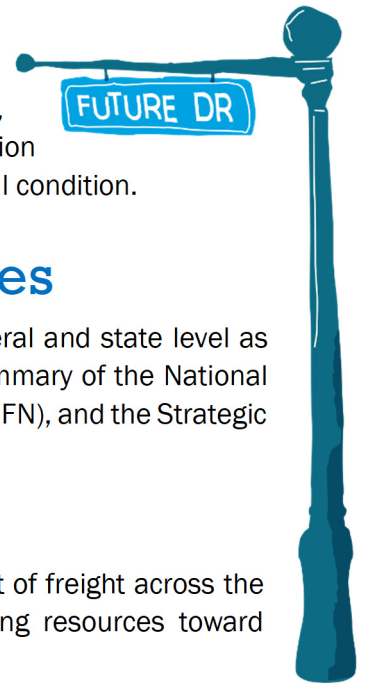 FUTURE DR
ion
l condition.
es
eral and state level as
mmary of the National
FN), and the Strategic
t of freight across the
ng resources toward